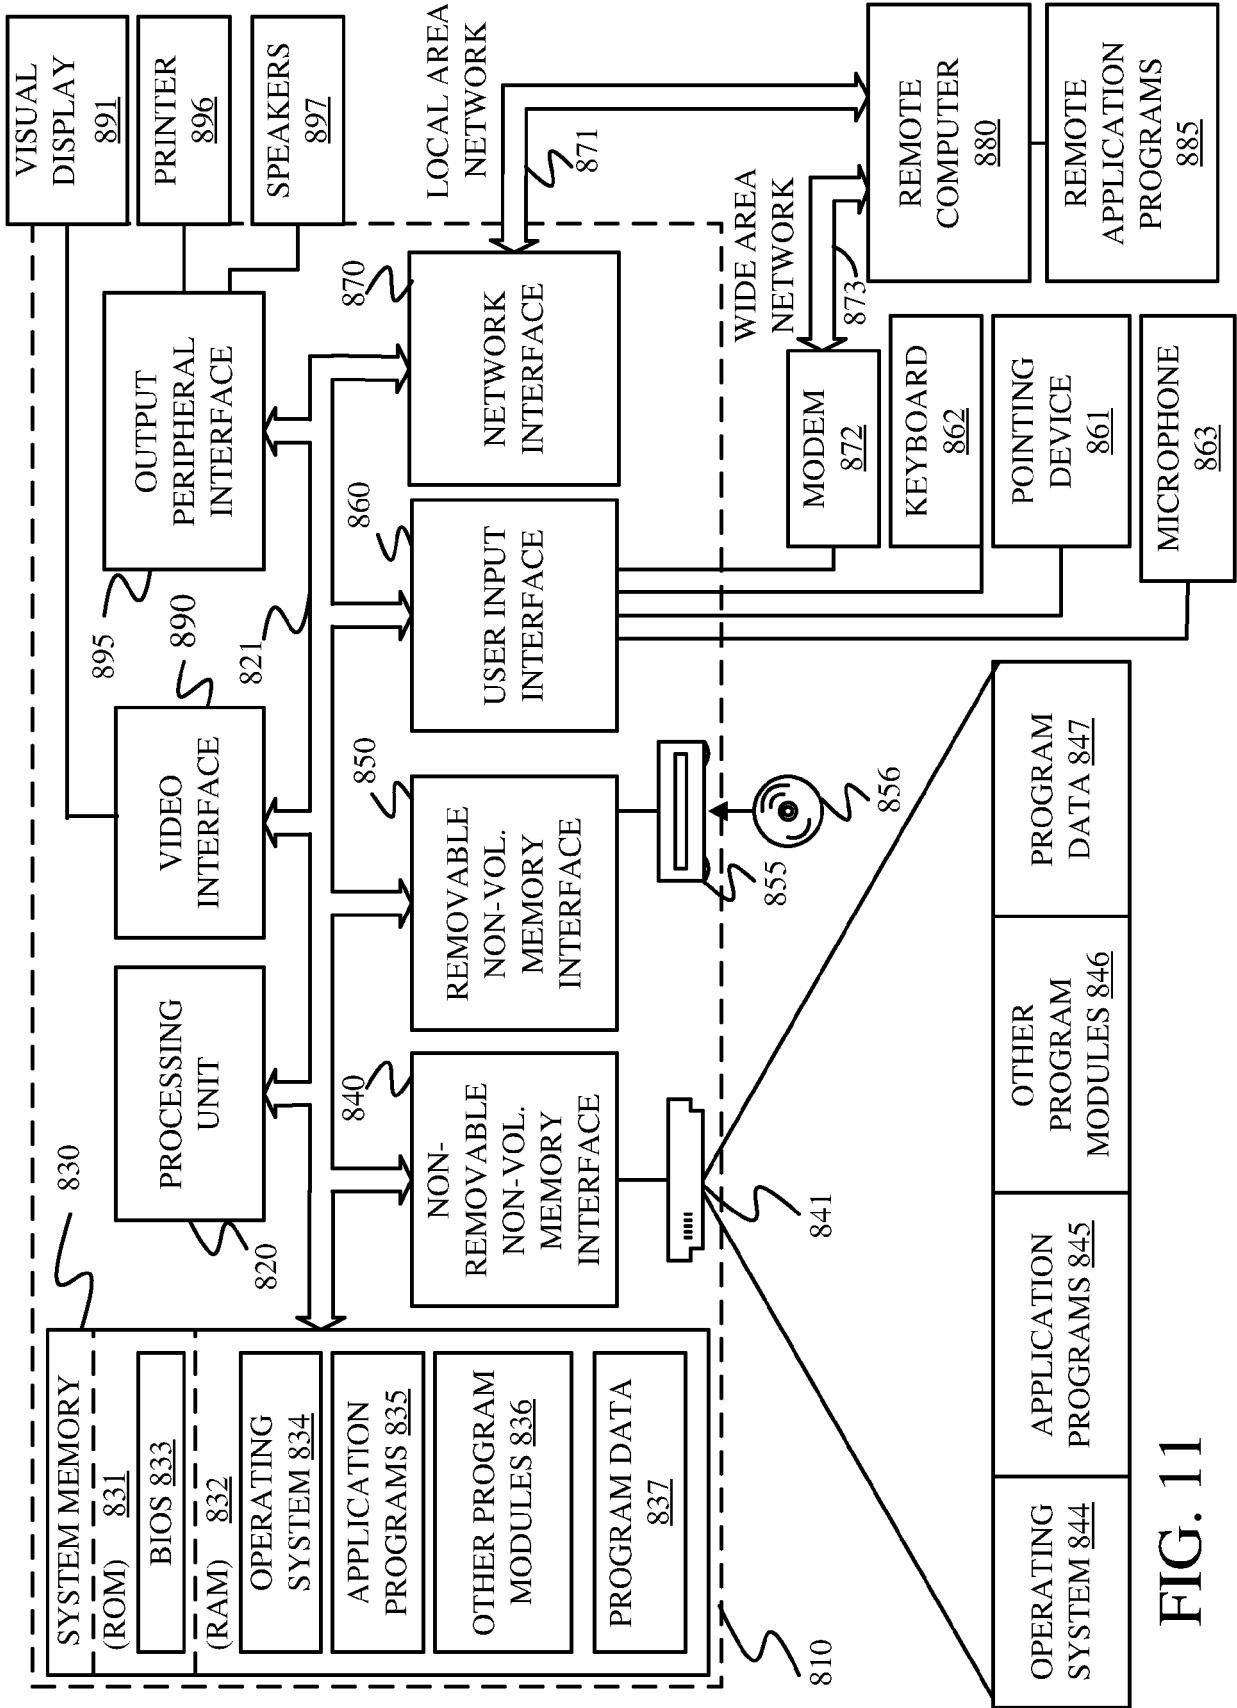 SYSTEM MEMORY
(ROM) 831
BIOS 833
(RAM) 832
OPERATING
SYSTEM 834
APPLICATION
PROGRAMS 835
OTHER PROGRAM
MODULES 836
PROGRAM DATA
837
830
810
PROCESSING
UNIT
820
VIDEO
INTERFACE
890
821
OUTPUT
PERIPHERAL
INTERFACE
895
VISUAL
DISPLAY
891
PRINTER
896
SPEAKERS
897
NON-
REMOVABLE
NON-VOL.
MEMORY
INTERFACE
840
REMOVABLE
NON-VOL.
MEMORY
INTERFACE
850
USER INPUT
INTERFACE
860
NETWORK
INTERFACE
870
LOCAL AREA
NETWORK
871
841
855
856
WIDE AREA
NETWORK
873
MODEM
872
KEYBOARD
862
POINTING
DEVICE
861
MICROPHONE
863
REMOTE
COMPUTER
880
REMOTE
APPLICATION
PROGRAMS
885
OPERATING
SYSTEM 844
APPLICATION
PROGRAMS 845
OTHER
PROGRAM
MODULES 846
PROGRAM
DATA 847
FIG. 11